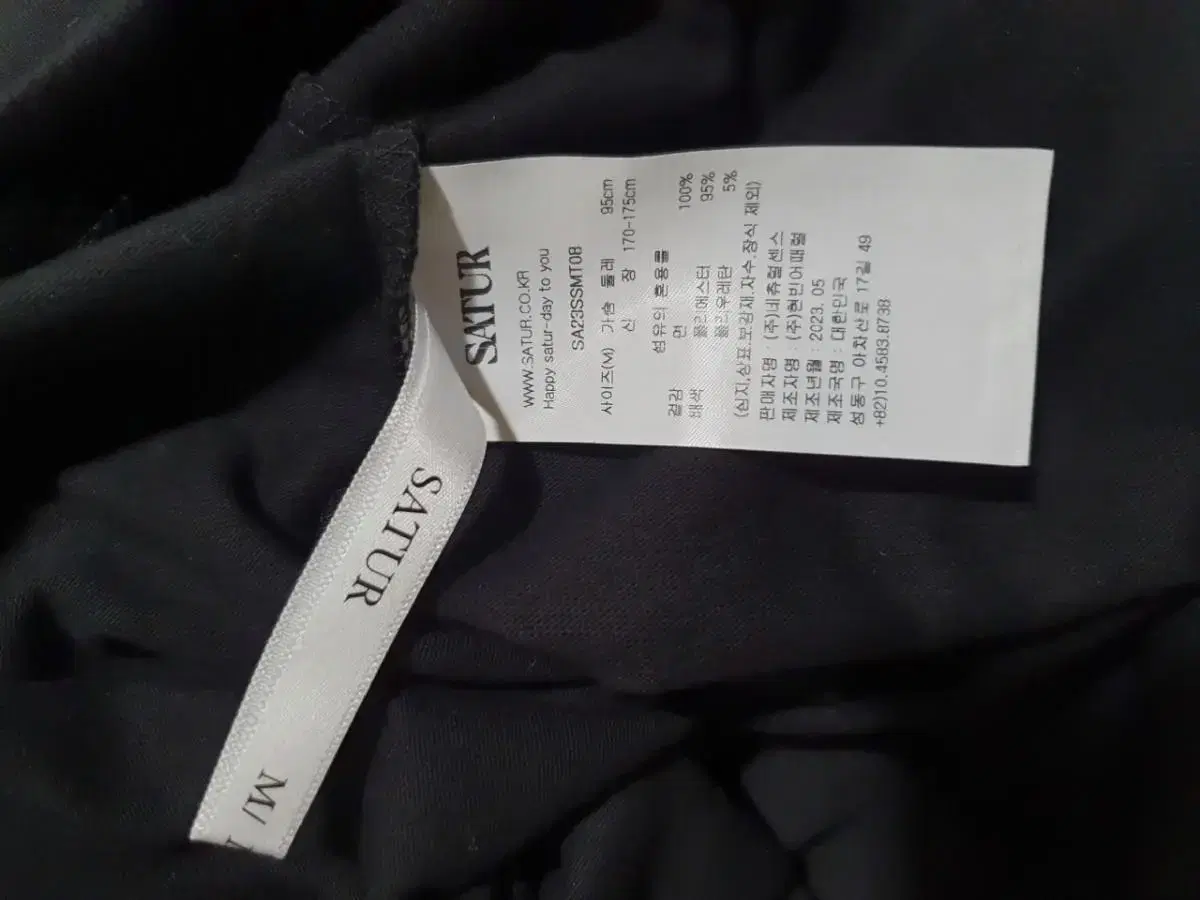 SATUR
WWW.SATUR.CO.KR
Happy satur-day to you
SA23SSMT08
사이즈(M) 가슴 둘레 95cm
신 장 170-175cm
섬유의 혼용률
겉감 면 100%
배색 폴리에스터 95%
폴리우레탄 5%
(심지.상표.보강재.자수.장식 제외)
판매자명 : (주)네츄럴센스
제조자명 : (주)현빈어패럴
제조년월 : 2023. 05
제조국명 : 대한민국
성동구 아차산로 17길 49
+82)10.4583.8738
SATUR
M/